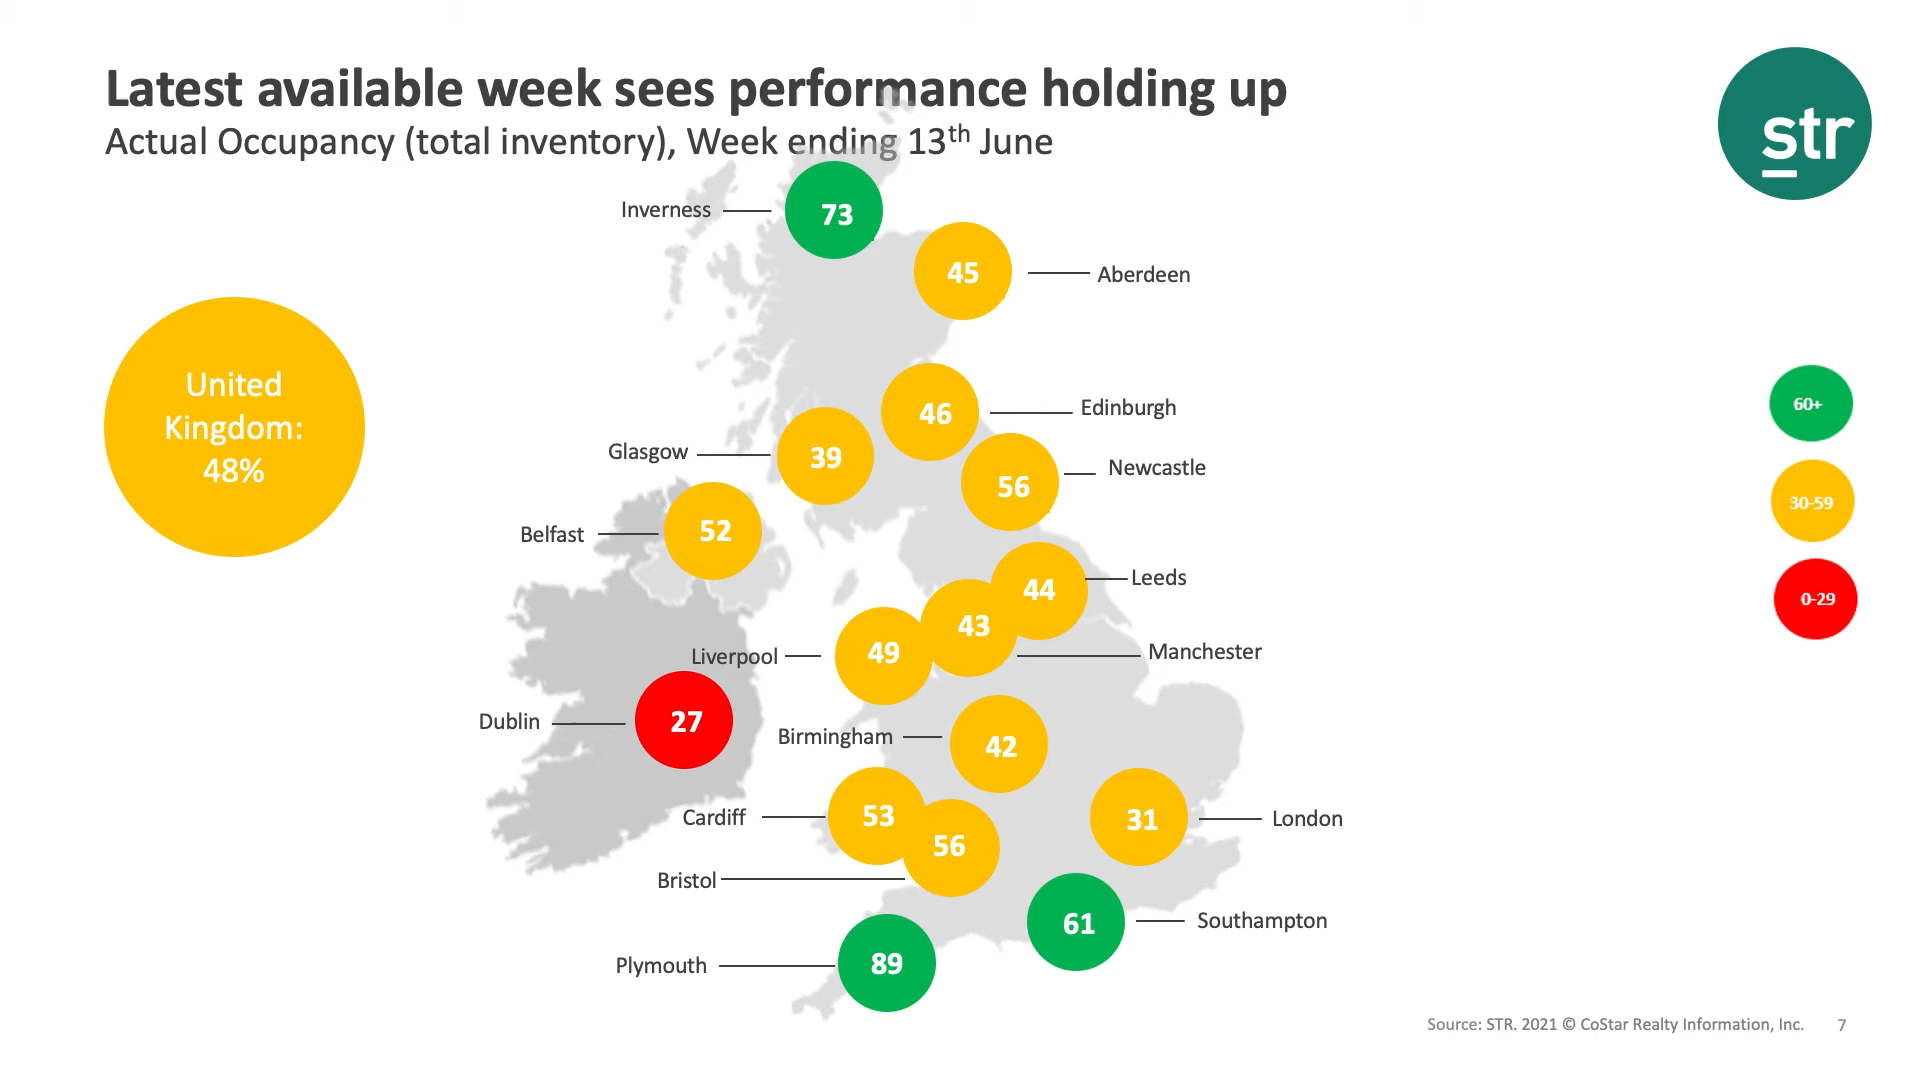 Latest available week sees performance holding up
Actual Occupancy (total inventory), Week ending 13th June
str
Inverness
73
45
Aberdeen
United
Kingdom:
48%
46
Edinburgh
60+
Glasgow
39
Newcastle
56
30-59
Belfast
52
44
Leeds
0-29
43
Liverpool
49
Manchester
Dublin
27
Birmingham
42
Cardiff
53
56
31
London
Bristol
61
Southampton
Plymouth
89
Source: STR. 2021 © CoStar Realty Information, Inc.
7